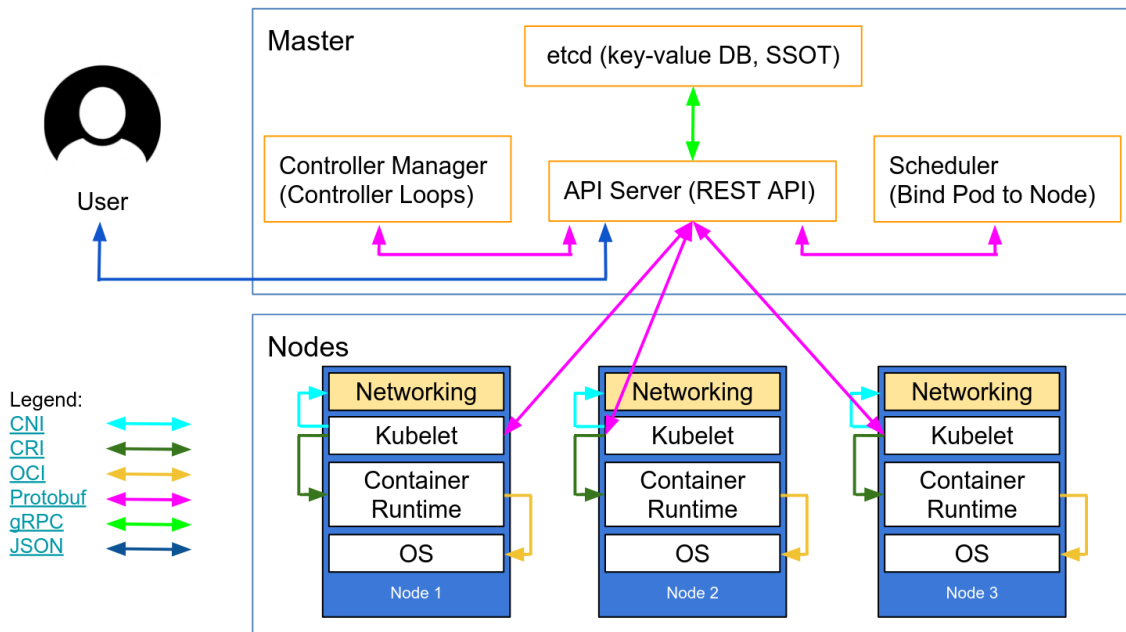 Master
etcd (key-value DB, SSOT)
Controller Manager
(Controller Loops)
API Server (REST API)
Scheduler
(Bind Pod to Node)
User
Nodes
Networking
Kubelet
Container
Runtime
OS
Node 1
Networking
Kubelet
Container
Runtime
OS
Node 2
Networking
Kubelet
Container
Runtime
OS
Node 3
Legend:
CNI
CRI
OCI
Protobuf
gRPC
JSON